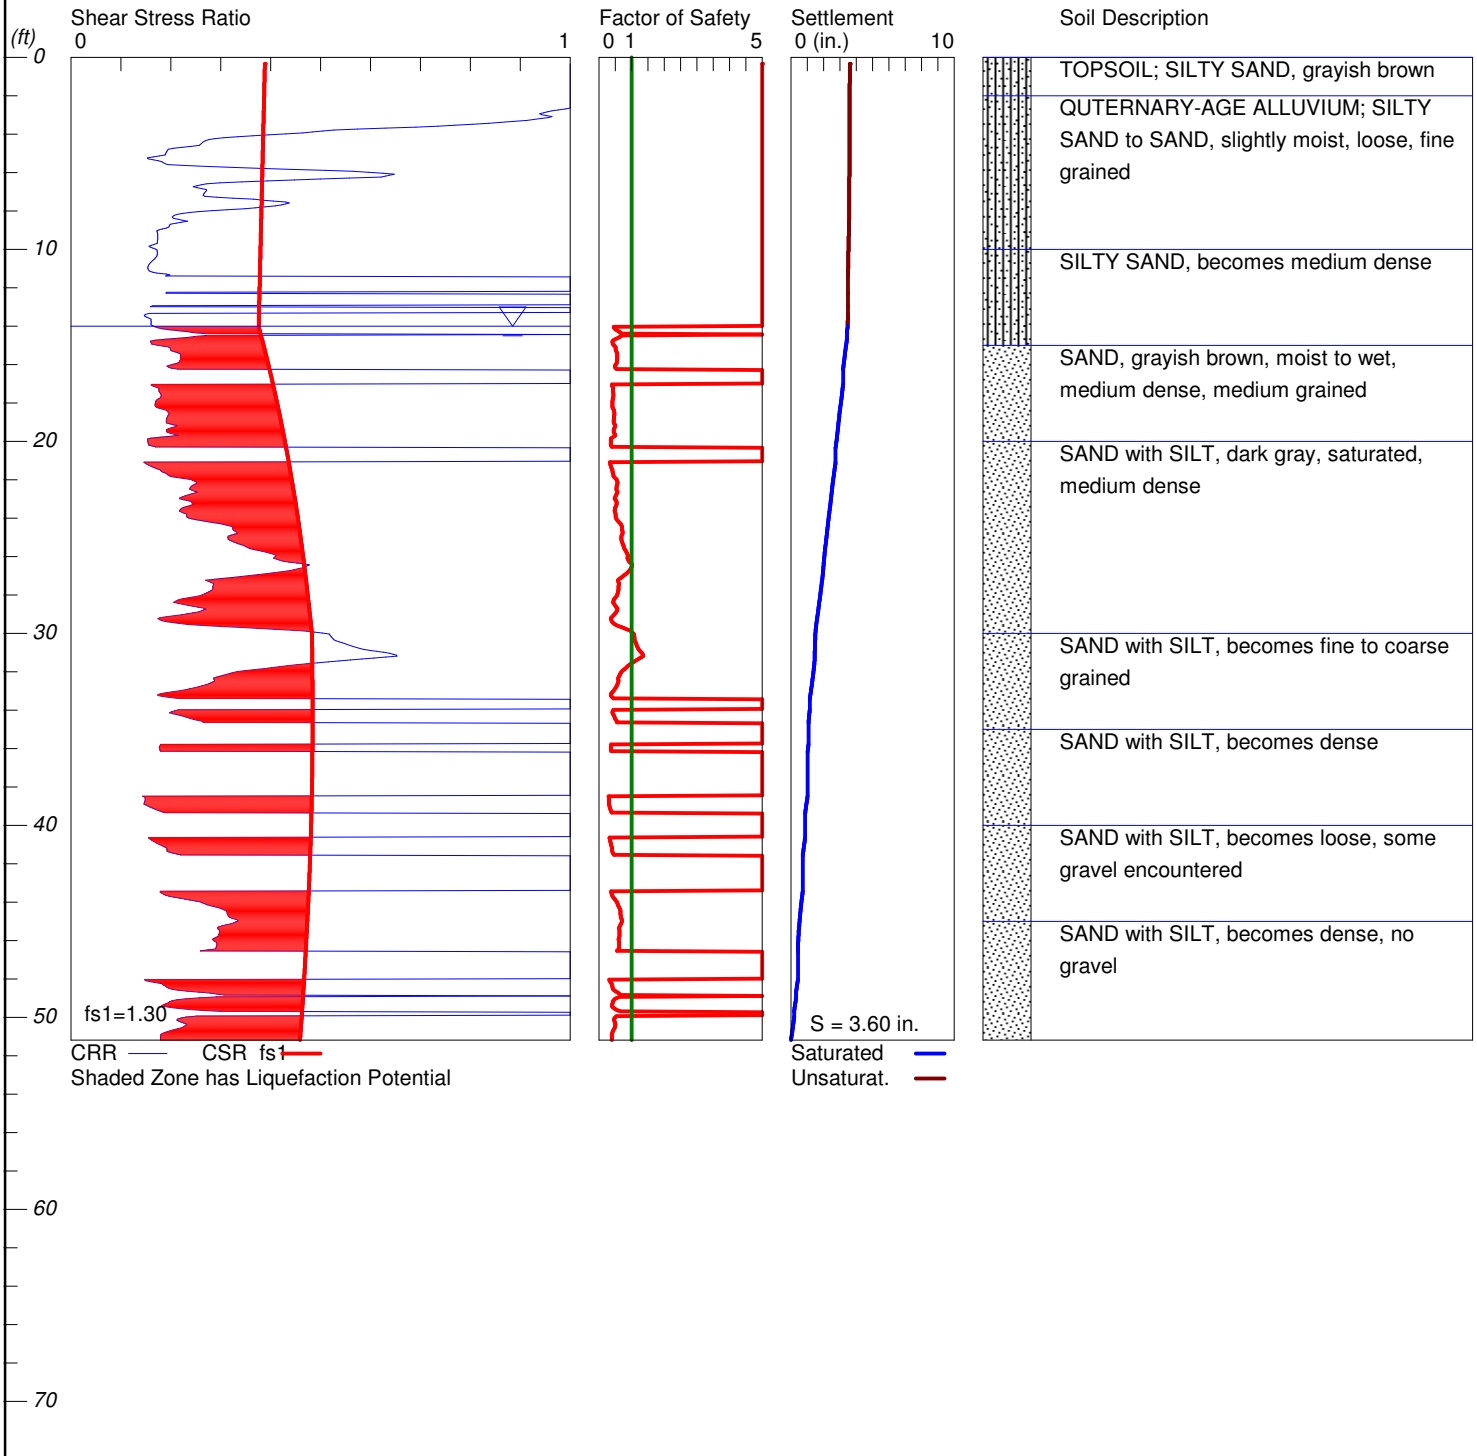 Shear Stress Ratio Factor of Safety Settlement Soil Description
(ft) 0 1 0 1 5 0 (in.) 10
0
TOPSOIL; SILTY SAND, grayish brown
QUTERNARY-AGE ALLUVIUM; SILTY
SAND to SAND, slightly moist, loose, fine
grained
10
SILTY SAND, becomes medium dense
SAND, grayish brown, moist to wet,
medium dense, medium grained
20
SAND with SILT, dark gray, saturated,
medium dense
30
SAND with SILT, becomes fine to coarse
grained
SAND with SILT, becomes dense
40
SAND with SILT, becomes loose, some
gravel encountered
SAND with SILT, becomes dense, no
gravel
50
fs1=1.30 S = 3.60 in.
CRR CSR fs1 Saturated
Shaded Zone has Liquefaction Potential Unsaturat.
60
70